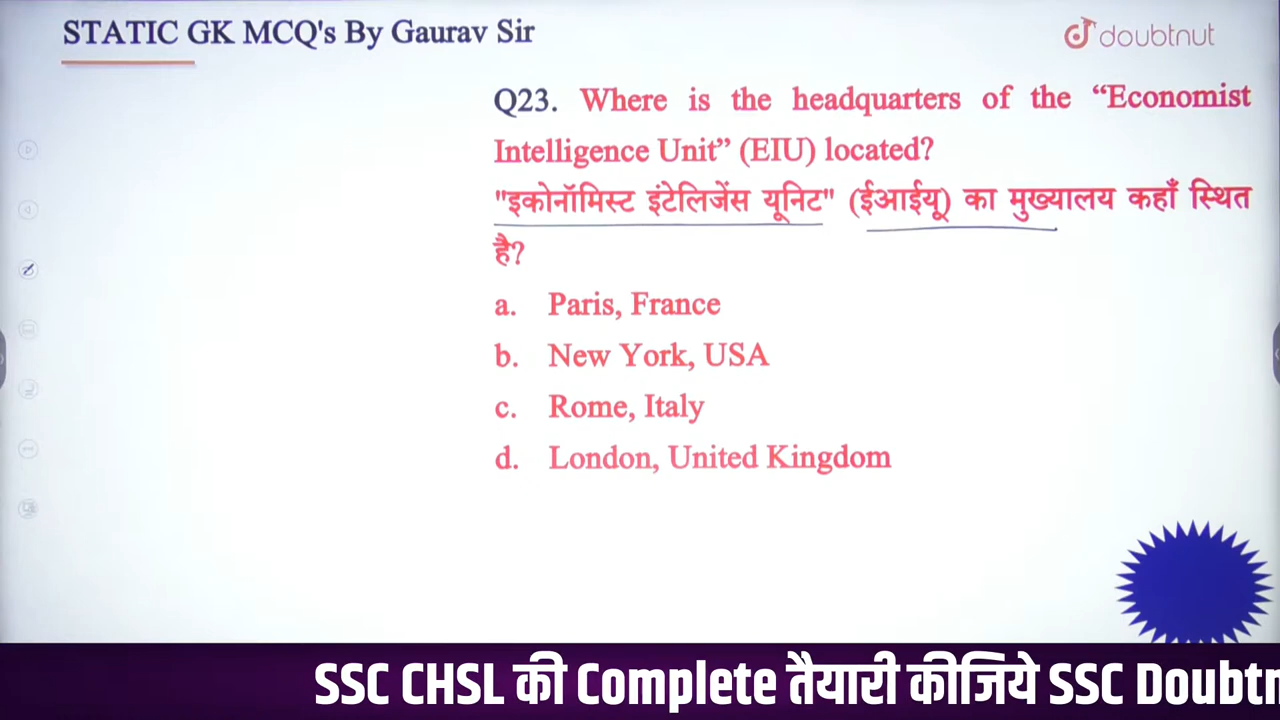 STATIC GK MCQ's By Gaurav Sir
doubtnut
Q23. Where is the headquarters of the “Economist
Intelligence Unit” (EIU) located?
"इकोनॉमिस्ट इंटेलिजेंस यूनिट" (ईआईयू) का मुख्यालय कहाँ स्थित
है?
a. Paris, France
b. New York, USA
c. Rome, Italy
d. London, United Kingdom
SSC CHSL की Complete तैयारी कीजिये SSC Doubtn